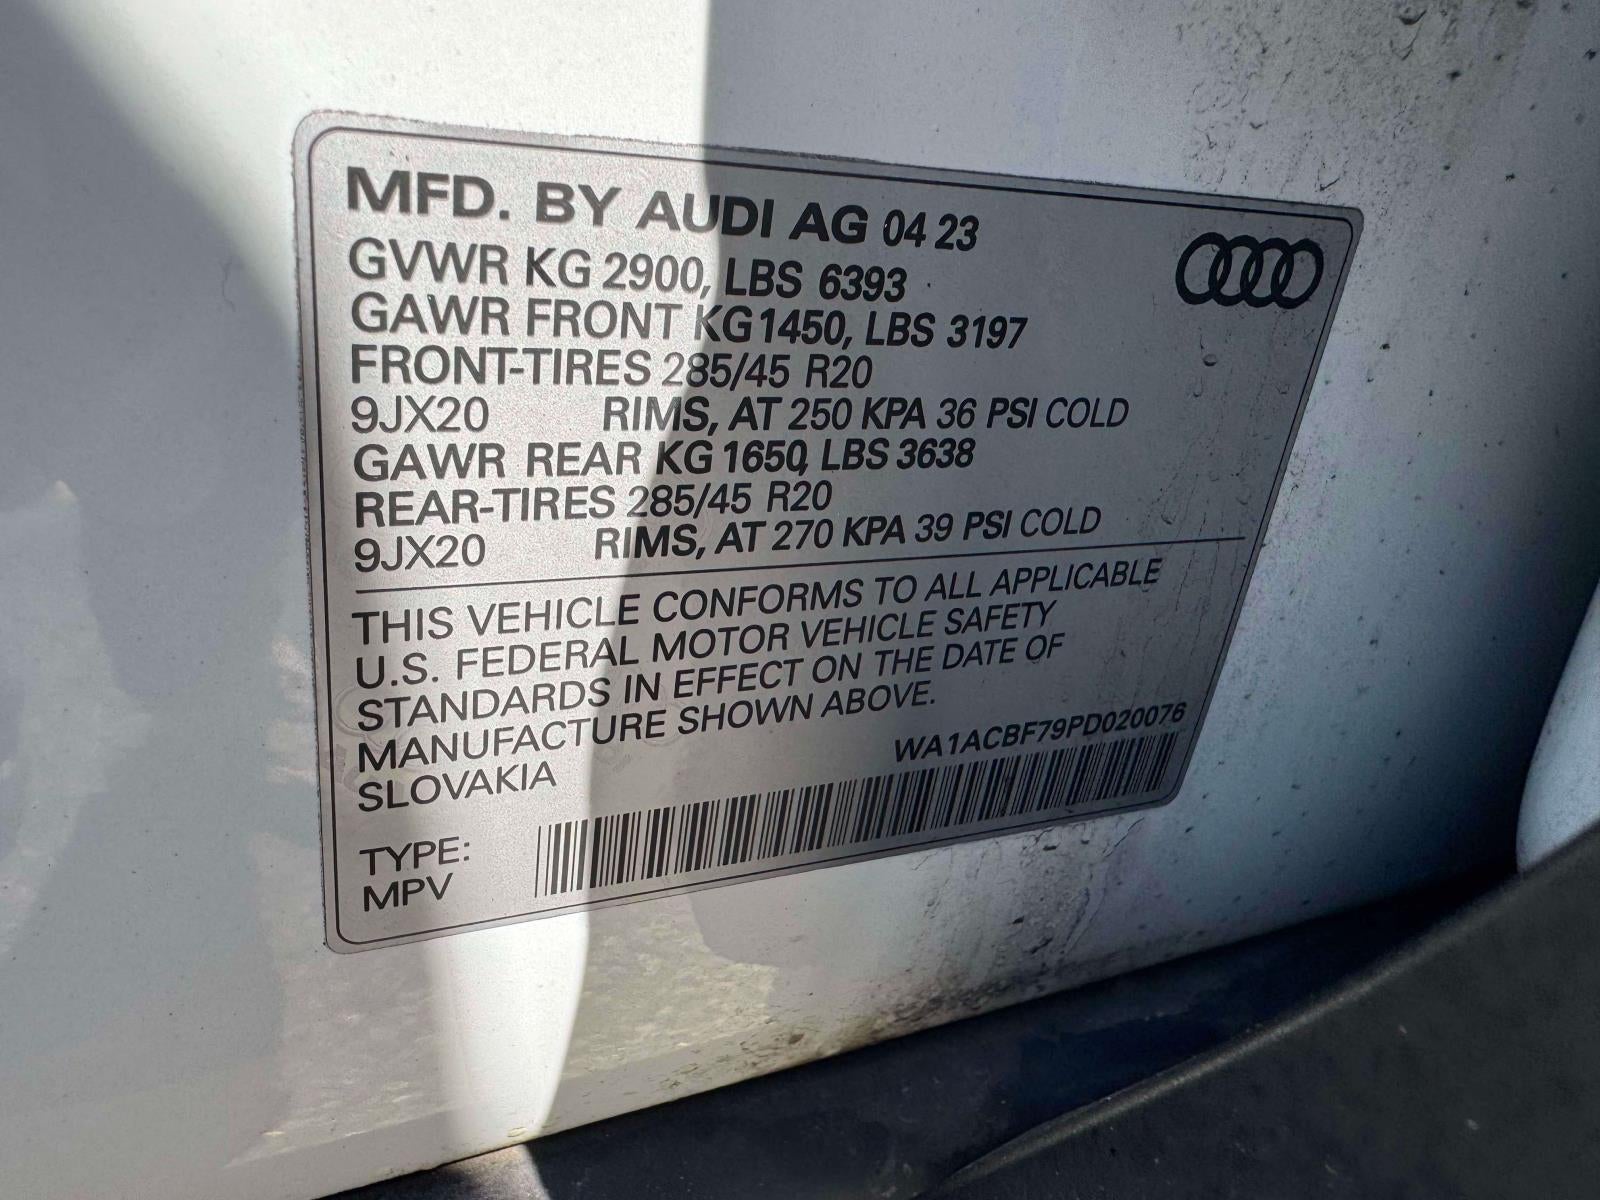 MFD. BY AUDI AG 04 23
GVWR KG 2900, LBS 6393
GAWR FRONT KG 1450, LBS 3197
FRONT-TIRES 285/45 R20
9JX20 RIMS, AT 250 KPA 36 PSI COLD
GAWR REAR KG 1650, LBS 3638
REAR-TIRES 285/45 R20
9JX20 RIMS, AT 270 KPA 39 PSI COLD
THIS VEHICLE CONFORMS TO ALL APPLICABLE
U.S. FEDERAL MOTOR VEHICLE SAFETY
STANDARDS IN EFFECT ON THE DATE OF
MANUFACTURE SHOWN ABOVE.
SLOVAKIA
WA1ACBF79PD020076
TYPE:
MPV